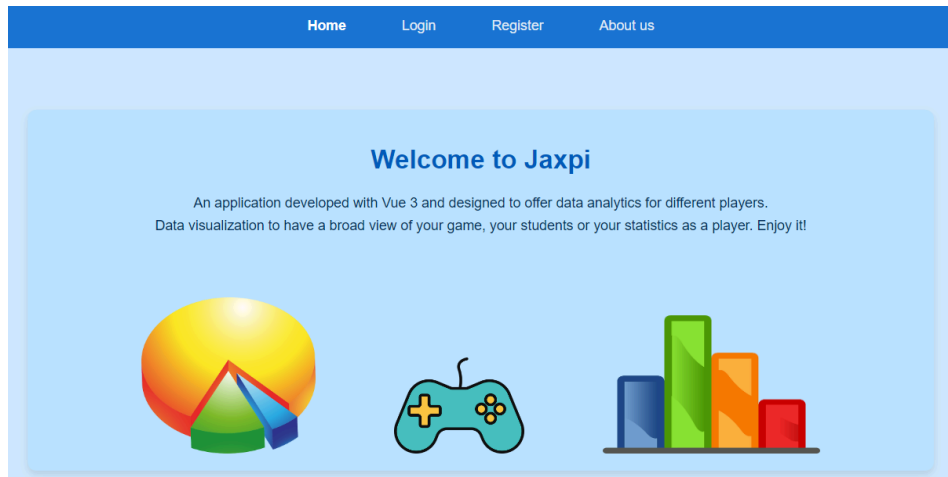 Home Login Register About us
Welcome to Jaxpi
An application developed with Vue 3 and designed to offer data analytics for different players.
Data visualization to have a broad view of your game, your students or your statistics as a player. Enjoy it!